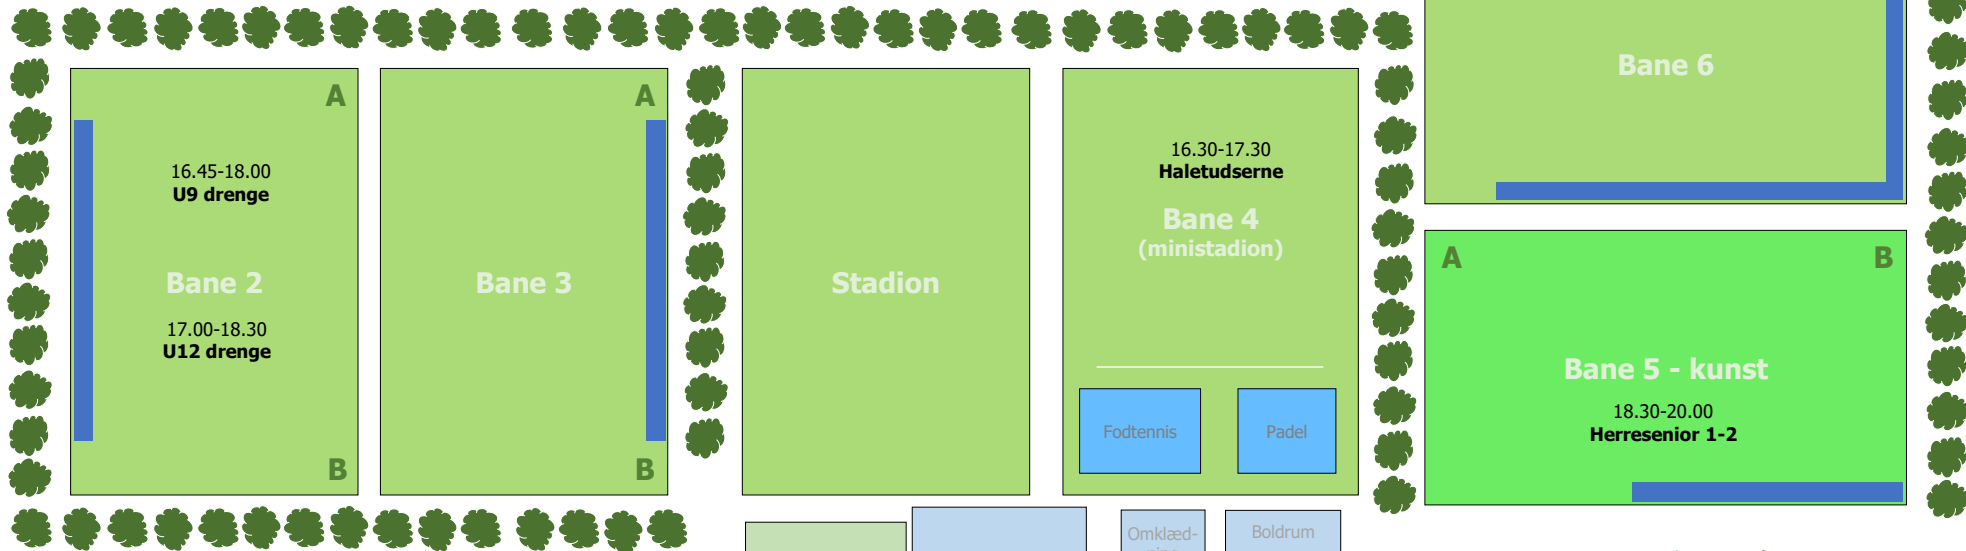 A
16.45-18.00
U9 drenge
Bane 2
17.00-18.30
U12 drenge
B
A
Bane 3
B
Stadion
16.30-17.30
Haletudserne
Bane 4
(ministadion)
Fodtennis
Padel
Omklæd-
Boldrum
Bane 6
A
B
Bane 5 - kunst
18.30-20.00
Herresenior 1-2